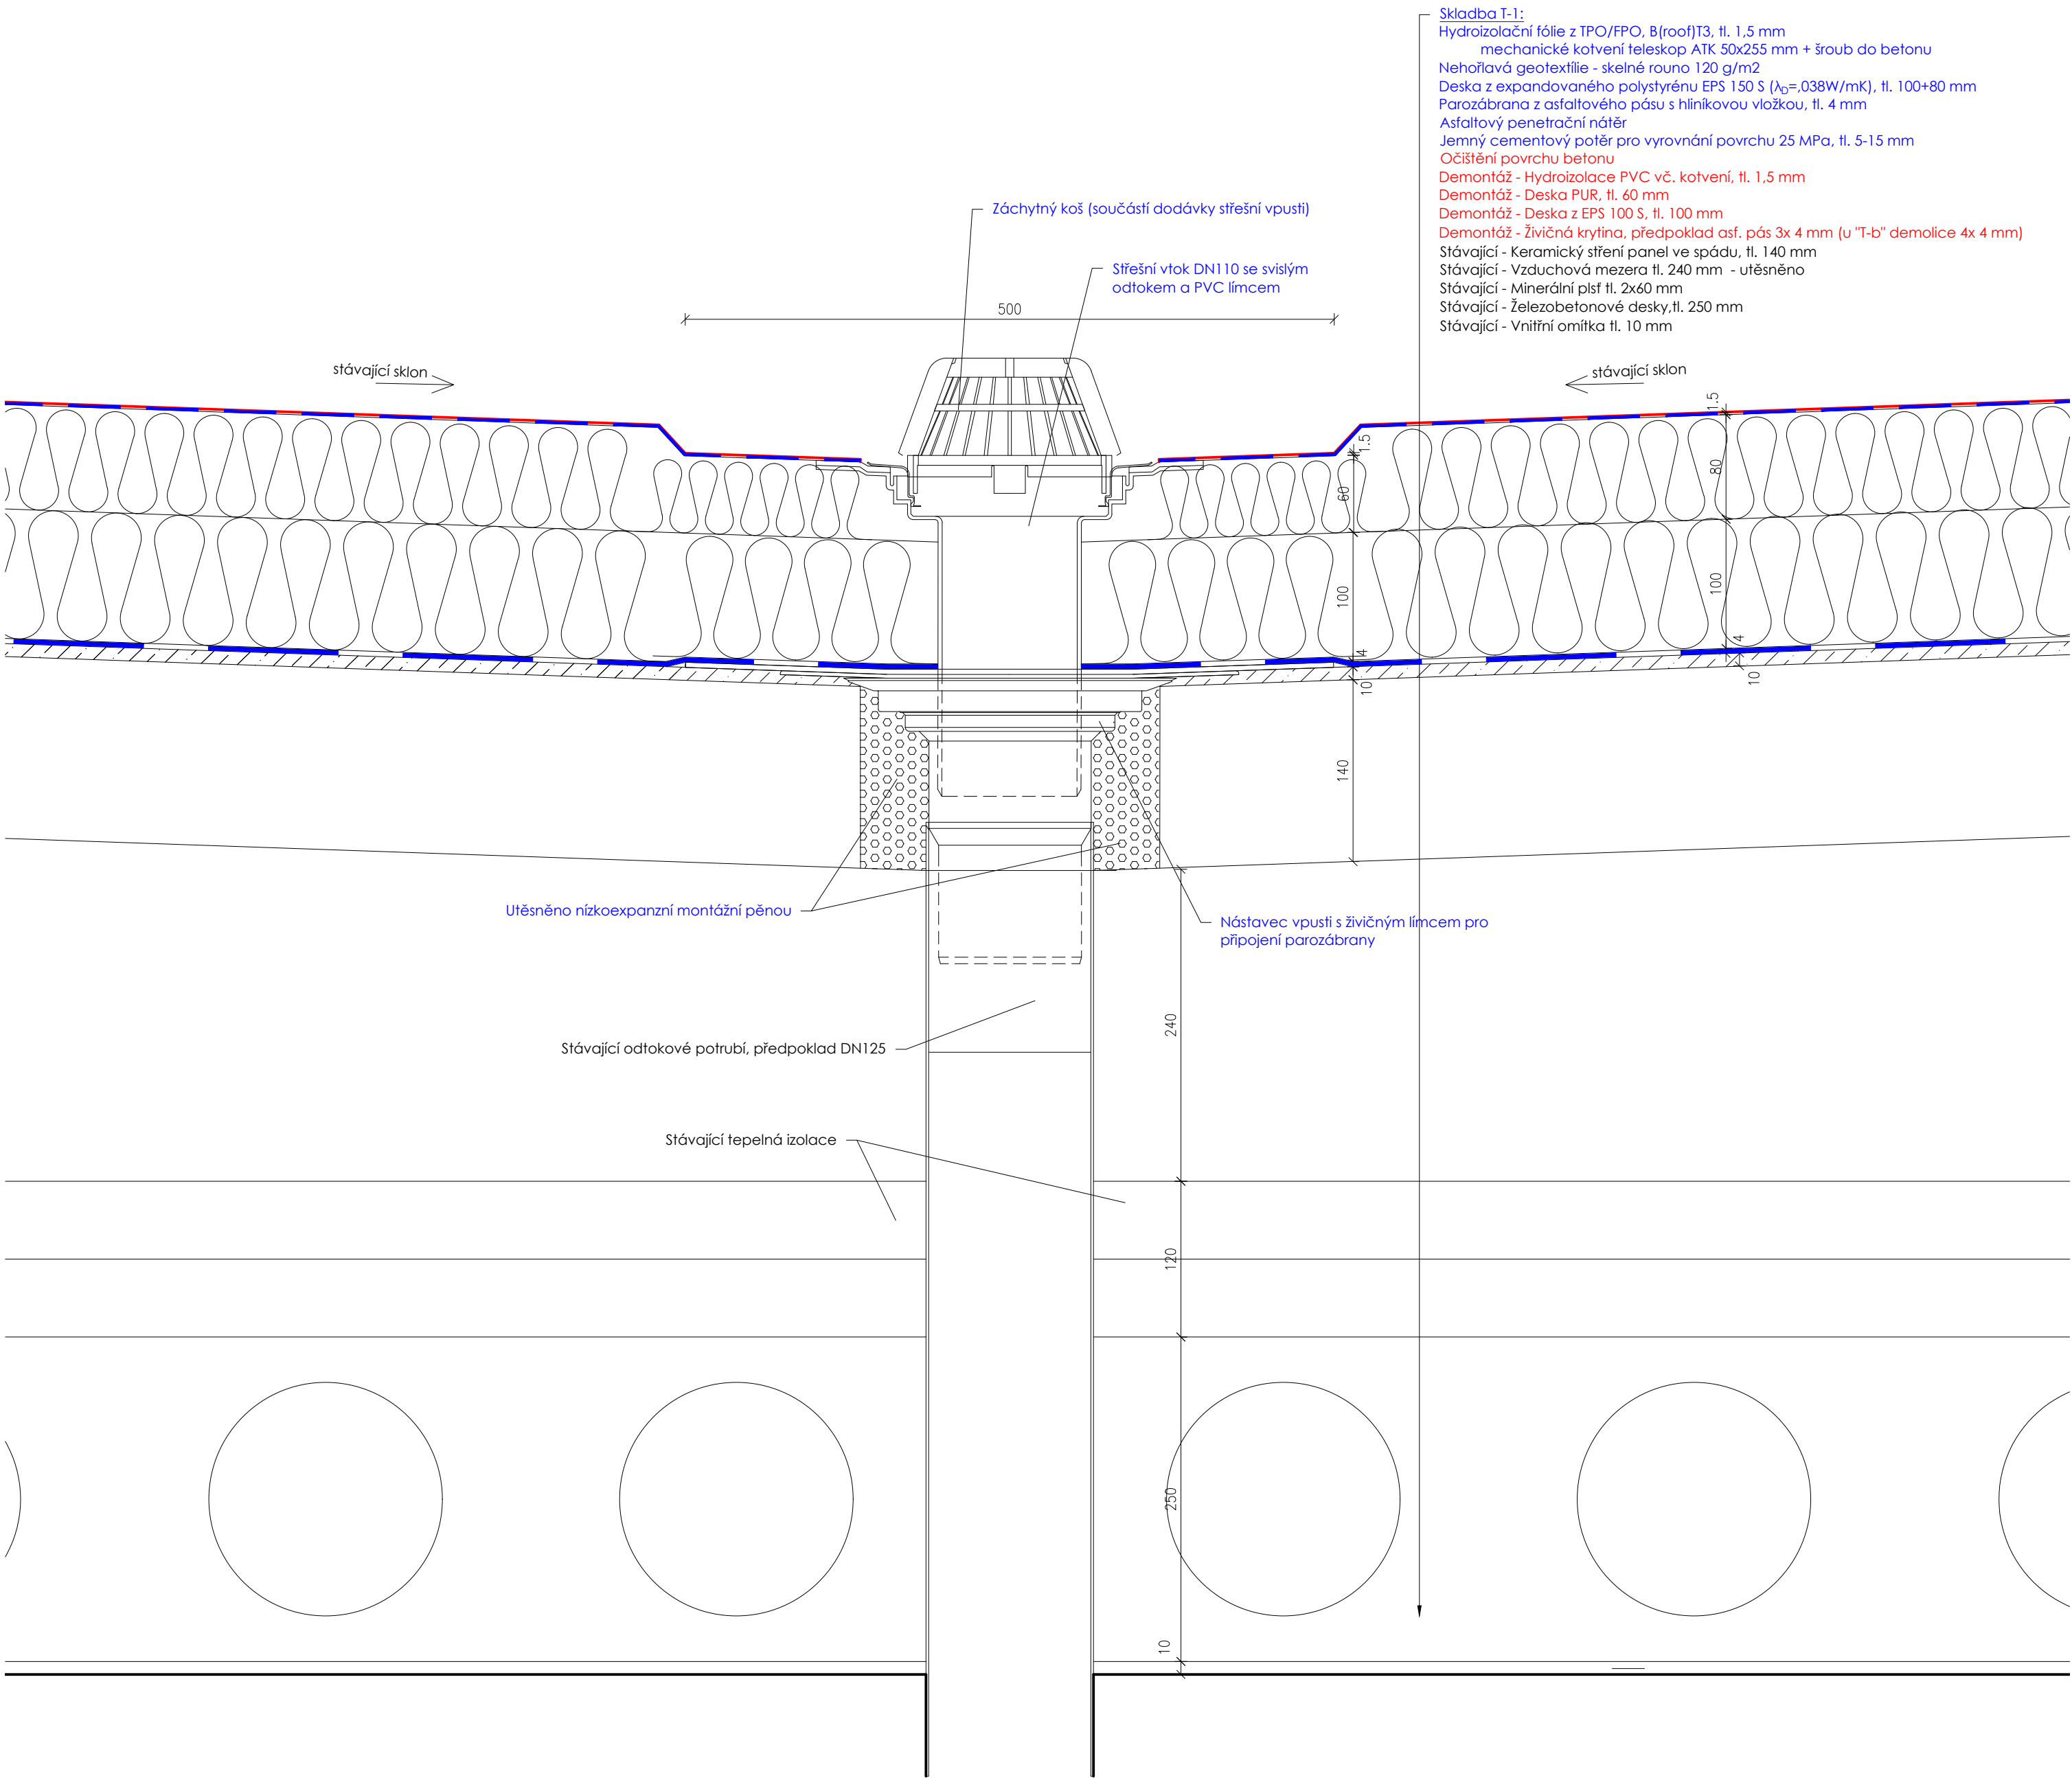 Skladba T-1:
Hydroizolační fólie z TPO/FPO, B(roof)T3, tl. 1,5 mm
mechanické kotvení teleskop ATK 50x255 mm + šroub do betonu
Nehořlavá geotextílie - skelné rouno 120 g/m2
Deska z expandovaného polystyrénu EPS 150 S (λD=,038W/mK), tl. 100+80 mm
Parozábrana z asfaltového pásu s hliníkovou vložkou, tl. 4 mm
Asfaltový penetrační nátěr
Jemný cementový potěr pro vyrovnání povrchu 25 MPa, tl. 5-15 mm
Očištění povrchu betonu
Demontáž - Hydroizolace PVC vč. kotvení, tl. 1,5 mm
Demontáž - Deska PUR, tl. 60 mm
Demontáž - Deska z EPS 100 S, tl. 100 mm
Demontáž - Živičná krytina, předpoklad asf. pás 3x 4 mm (u "T-b" demolice 4x 4 mm)
Stávající - Keramický stření panel ve spádu, tl. 140 mm
Stávající - Vzduchová mezera tl. 240 mm - utěsněno
Stávající - Minerální plsť tl. 2x60 mm
Stávající - Železobetonové desky,tl. 250 mm
Stávající - Vnitřní omítka tl. 10 mm
Záchytný koš (součástí dodávky střešní vpusti)
Střešní vtok DN110 se svislým
odtokem a PVC límcem
500
stávající sklon
stávající sklon
1.5
80
100
4
10
1.5
60
100
4
10
140
Utěsněno nízkoexpanzní montážní pěnou
Nástavec vpusti s živičným límcem pro
připojení parozábrany
Stávající odtokové potrubí, předpoklad DN125
240
Stávající tepelná izolace
120
250
10